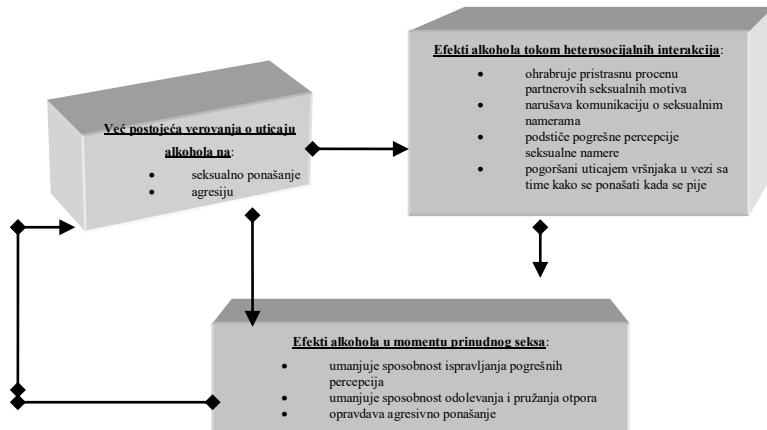 Već postojeća verovanja o uticaju
alkohola na:
• seksualno ponašanje
• agresiju
Efekti alkohola tokom heterosocijalnih interakcija:
• ohrabruje pristrasnu procenu
partnerovih seksualnih motiva
• narušava komunikaciju o seksualnim
namerama
• podstiče pogrešne percepcije
seksualne namere
• pogoršani uticajem vršnjaka u vezi sa
time kako se ponašati kada se pije
Efekti alkohola u momentu prinudnog seksa:
• umanjuje sposobnost ispravljanja pogrešnih
percepcija
• umanjuje sposobnost odolevanja i pružanja otpora
• opravdava agresivno ponašanje